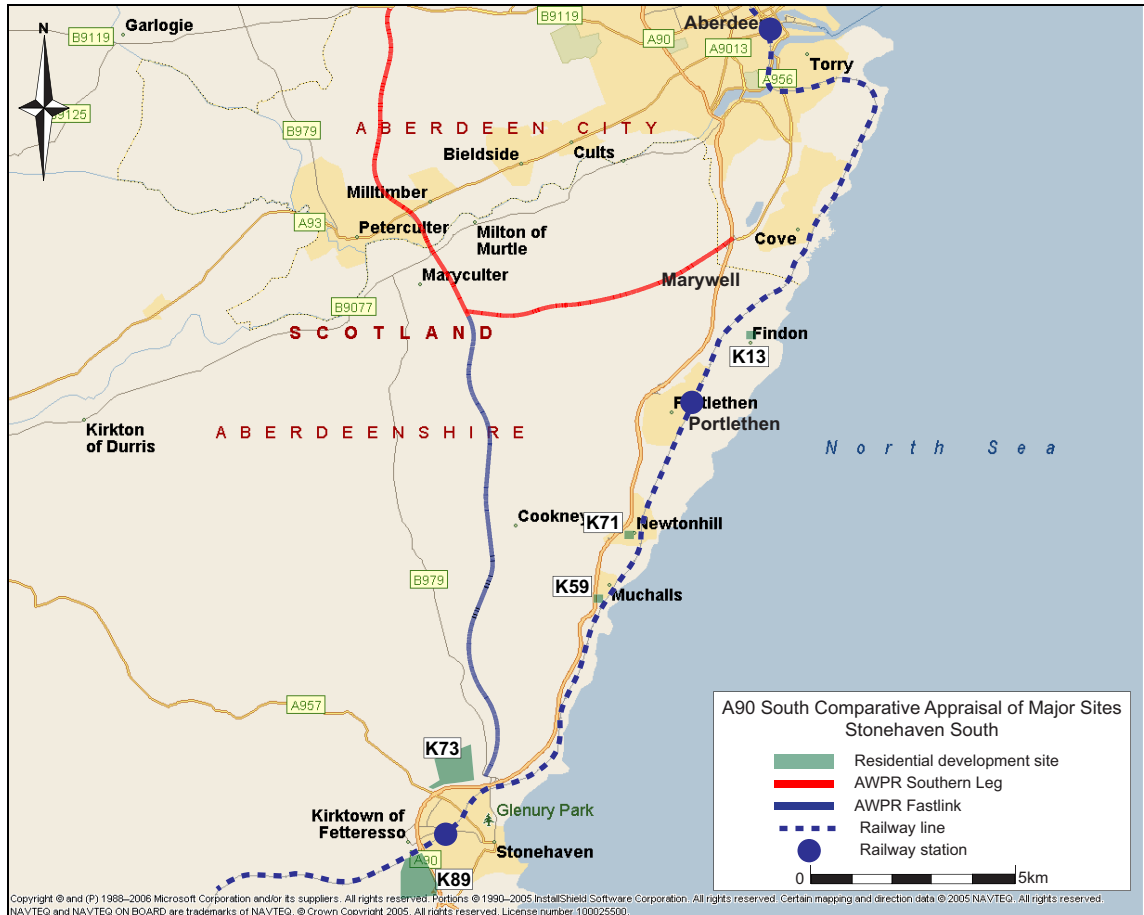 B9119
Aberdee
Garlogie
B9119
A90
A9013
Torry
A956
N
B9125
B979
ABERDEEN CITY
Bieldside
Cults
Milltimber
A93
Peterculter
Milton of
Murtle
Cove
Maryculter
Marywell
B9077
SCOTLAND
Findon
K13
Portlethen
Portlethen
Kirkton
of Durris
ABERDEENSHIRE
North Sea
Cookney
K71
Newtonhill
B979
K59
Muchalls
A957
K73
Kirktown of
Fetteresso
Glenury Park
Stonehaven
A90
K89
A90 South Comparative Appraisal of Major Sites
Stonehaven South
Residential development site
AWPR Southern Leg
AWPR Fastlink
Railway line
Railway station
0
5km
Copyright © and (P) 1988–2006 Microsoft Corporation and/or its suppliers. All rights reserved. Portions © 1990–2005 InstallShield Software Corporation. All rights reserved. Certain mapping and direction data © 2005 NAVTEQ. All rights reserved.
NAVTEQ and NAVTEQ ON BOARD are trademarks of NAVTEQ. © Crown Copyright 2005. All rights reserved. License number 100025500.